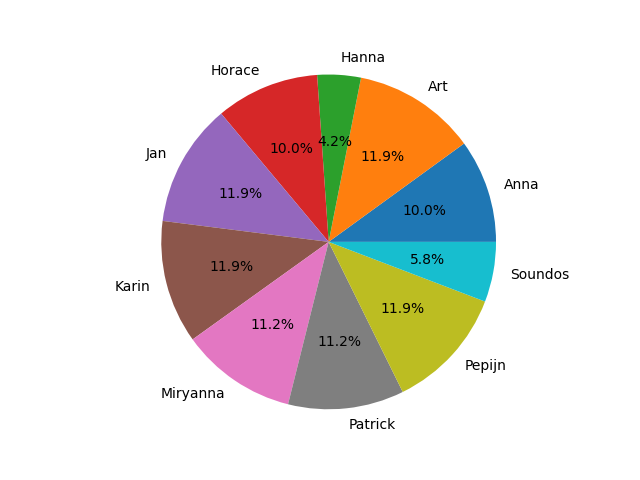 Hanna
Horace
Art
4.2%
10.0%
11.9%
Jan
Anna
11.9%
10.0%
Karin
11.9%
5.8%
Soundos
11.2%
11.2%
11.9%
Pepijn
Miryanna
Patrick